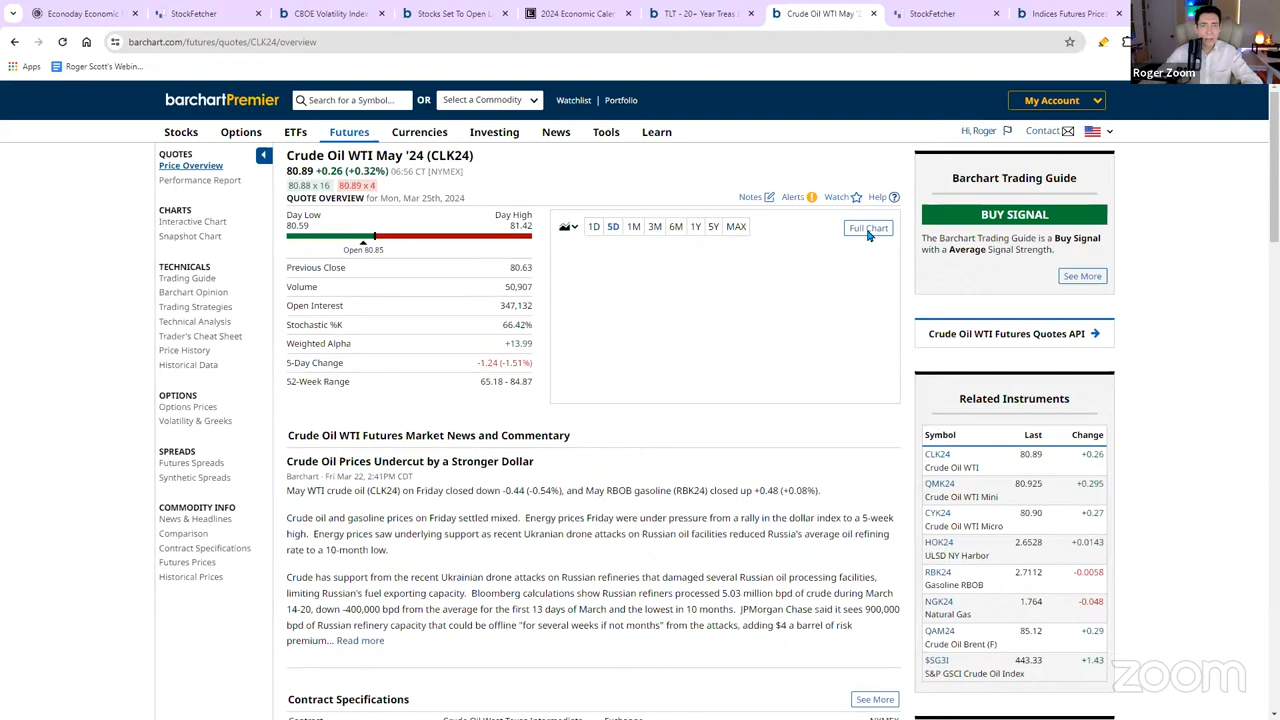 Economic
Econoday Economic
StockFetcher
CBOE Volatility Index
Stocks Set To Open
2024 Economic Caler
TLT - 20+ Year Treas
Crude Oil WTI May '2
StockFetcher
Indices Futures Prices
barchart.com/futures/quotes/CLK24/overview
Apps
Roger Scott's Webin...
Roger Zoom
barchartPremier
Search for a Symbol...
OR
Select a Commodity
Watchlist | Portfolio
My Account
Stocks
Options
ETFs
Futures
Currencies
Investing
News
Tools
Learn
Hi, Roger
Contact
QUOTES
Price Overview
Performance Report
CHARTS
Interactive Chart
Snapshot Chart
TECHNICALS
Trading Guide
Barchart Opinion
Trading Strategies
Technical Analysis
Trader's Cheat Sheet
Price History
Historical Data
OPTIONS
Options Prices
Volatility & Greeks
SPREADS
Futures Spreads
Synthetic Spreads
COMMODITY INFO
News & Headlines
Comparison
Contract Specifications
Futures Prices
Historical Prices
Crude Oil WTI May '24 (CLK24)
80.89 +0.26 (+0.32%) 06:56 CT [NYMEX]
80.88 x 16 80.89 x 4
QUOTE OVERVIEW for Mon, Mar 25th, 2024
Notes
Alerts
Watch
Help
Day Low
80.59
Day High
81.42
Open 80.85
Previous Close 80.63
Volume 50,907
Open Interest 347,132
Stochastic %K 66.42%
Weighted Alpha +13.99
5-Day Change -1.24 (-1.51%)
52-Week Range 65.18 - 84.87
1D 5D 1M 3M 6M 1Y 5Y MAX
Full Chart
Crude Oil WTI Futures Market News and Commentary
Crude Oil Prices Undercut by a Stronger Dollar
Barchart - Fri Mar 22, 2:41PM CDT
May WTI crude oil (CLK24) on Friday closed down -0.44 (-0.54%), and May RBOB gasoline (RBK24) closed up +0.48 (+0.08%).
Crude oil and gasoline prices on Friday settled mixed. Energy prices Friday were under pressure from a rally in the dollar index to a 5-week
high. Energy prices saw underlying support as recent Ukrainian drone attacks on Russian oil facilities reduced Russia's average oil refining
rate to a 10-month low.
Crude has support from the recent Ukrainian drone attacks on Russian refineries that damaged several Russian oil processing facilities,
limiting Russia's fuel exporting capacity. Bloomberg calculations show Russian refiners processed 5.03 million bpd of crude during March
14-20, down -400,000 bpd from the average for the first 13 days of March and the lowest in 10 months. JPMorgan Chase said it sees 900,000
bpd of Russian refinery capacity that could be offline "for several weeks if not months" from the attacks, adding $4 a barrel of risk
premium... Read more
Contract Specifications
See More
Contract
Crude Oil West Texas Intermediate
Exchange
NYMEX
Barchart Trading Guide
BUY SIGNAL
The Barchart Trading Guide is a Buy Signal
with a Average Signal Strength.
See More
Crude Oil WTI Futures Quotes API
Related Instruments
Symbol Last Change
CLK24 80.89 +0.26
Crude Oil WTI
QMK24 80.925 +0.295
Crude Oil WTI Mini
CYK24 80.90 +0.27
Crude Oil WTI Micro
HOK24 2.6528 +0.0143
ULSD NY Harbor
RBK24 2.7112 -0.0058
Gasoline RBOB
NGK24 1.764 -0.048
Natural Gas
QAM24 85.12 +0.29
Crude Oil Brent (F)
$SG3I 443.33 +1.43
S&P GSCI Crude Oil Index
zoom